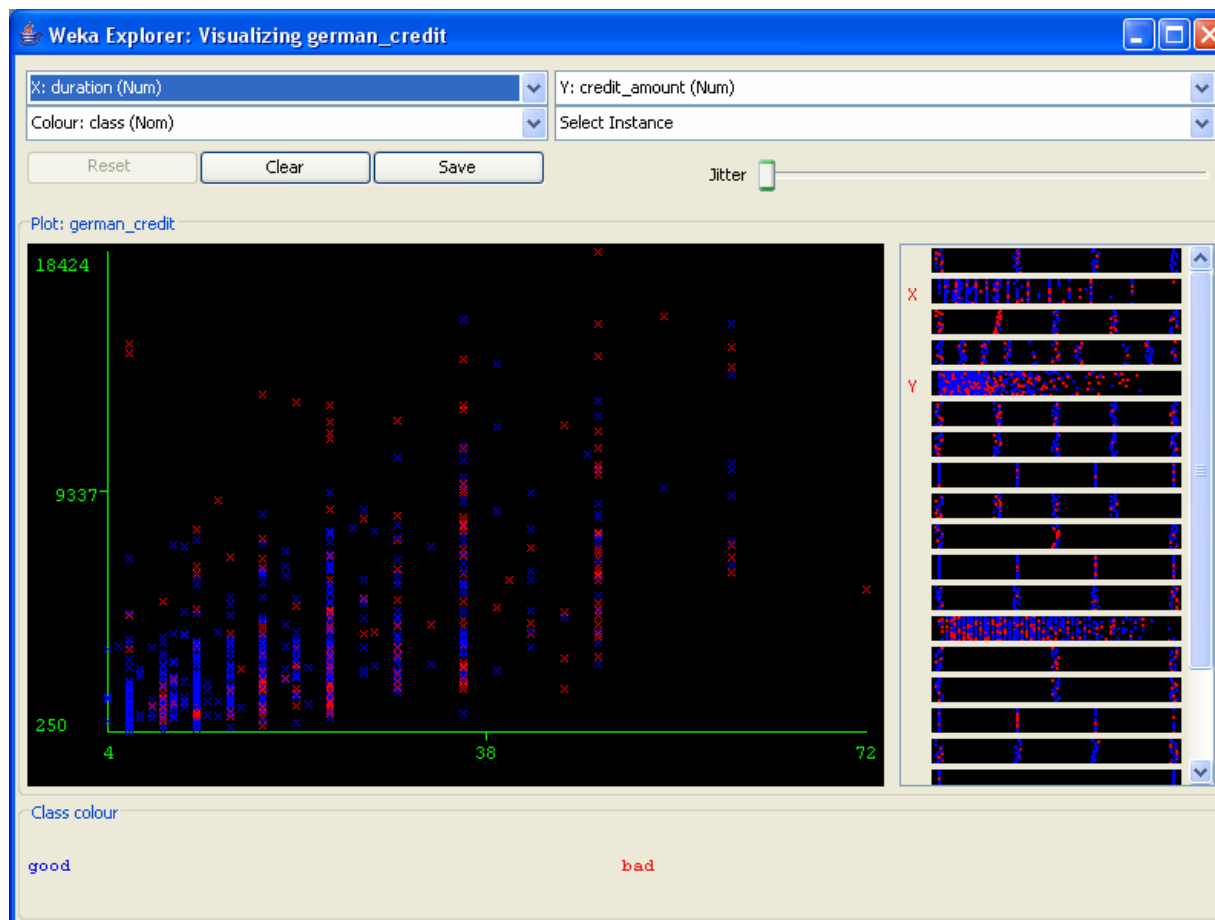 Weka Explorer: Visualizing german_credit
X: duration (Num)
Y: credit_amount (Num)
Colour: class (Nom)
Select Instance
Reset
Clear
Save
Jitter
Plot: german_credit
18424
9337
250
4
38
72
X
Y
Class colour
good
bad